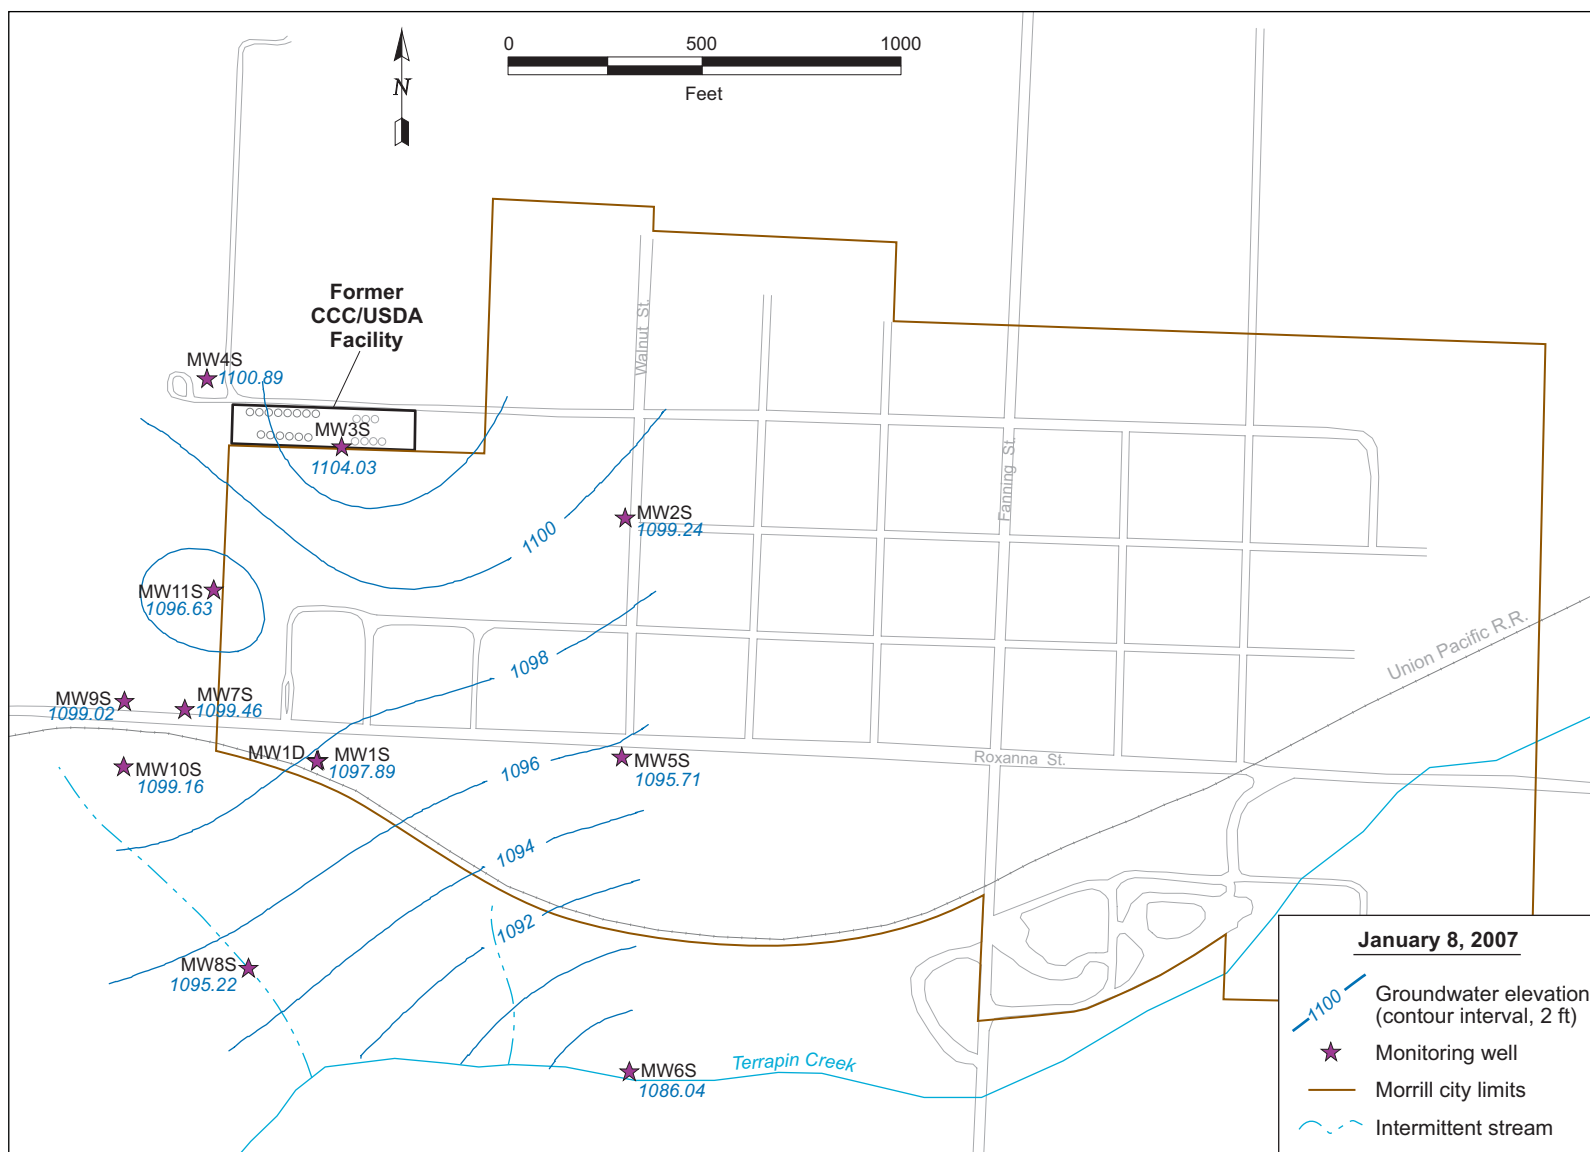 0 500 1000
Feet
N
Former
CCC/USDA
Facility
MW4S
1100.89
MW3S
1104.03
Walnut St.
Fanning St.
MW2S
1099.24
1100
MW11S
1096.63
1098
Union Pacific R.R.
MW9S
1099.02
MW7S
1099.46
MW1D
MW1S
1097.89
MW10S
1099.16
1096
MW5S
1095.71
Roxanna St.
1094
1092
MW8S
1095.22
Terrapin Creek
MW6S
1086.04
January 8, 2007
1100
Groundwater elevation
(contour interval, 2 ft)
Monitoring well
Morrill city limits
Intermittent stream